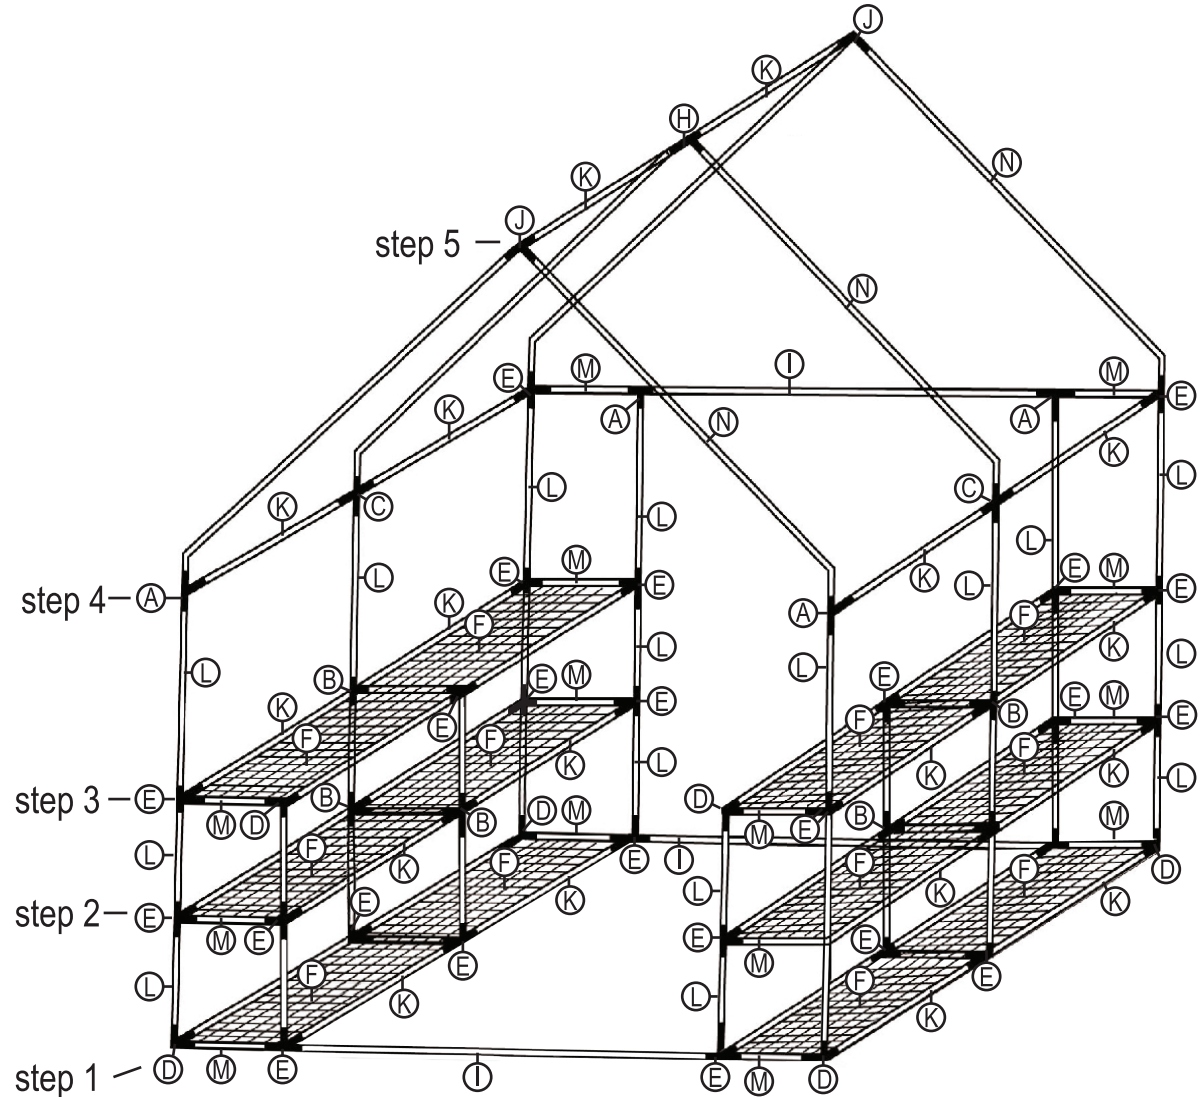 J
K
H
K
N
J
step 5
N
E M I M E
A A
K N K
L C L
K C L
L L
E M E M E
L K L
step 4 A K F A F K L
B L E
K E M E M E
F E F B
F K F K
step 3 E B L D K L
M D B D M M E B M
L F K E I F D
F K L F K
step 2 E E E E
M E E M
F K F E
L L K
step 1 D M E I E M D